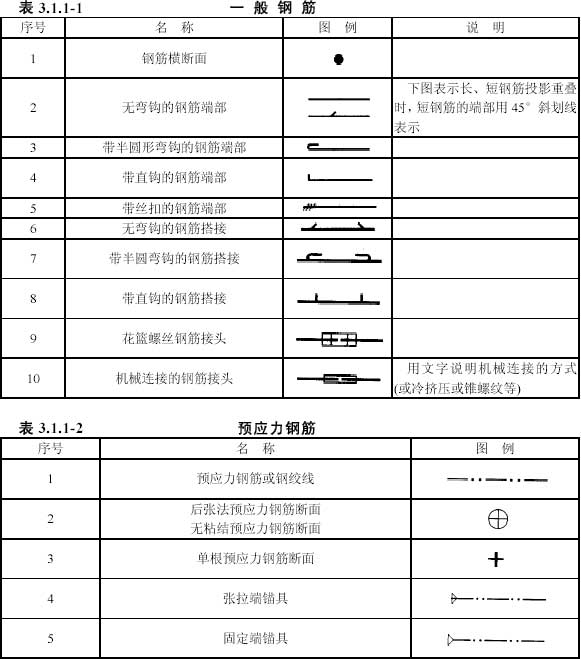 表 3.1.1-1 一 般 钢 筋
序号 名 称 图 例 说 明
1 钢筋横断面
2 无弯钩的钢筋端部 下图表示长、短钢筋投影重叠
时，短钢筋的端部用 45° 斜划线
表示
3 带半圆形弯钩的钢筋端部
4 带直钩的钢筋端部
5 带丝扣的钢筋端部
6 无弯钩的钢筋搭接
7 带半圆弯钩的钢筋搭接
8 带直钩的钢筋搭接
9 花篮螺丝钢筋接头
10 机械连接的钢筋接头 用文字说明机械连接的方式
(或冷挤压或锥螺纹等)
表 3.1.1-2 预应力钢筋
序号 名 称 图 例
1 预应力钢筋或钢绞线
2 后张法预应力钢筋断面
无粘结预应力钢筋断面
3 单根预应力钢筋断面
4 张拉端锚具
5 固定端锚具